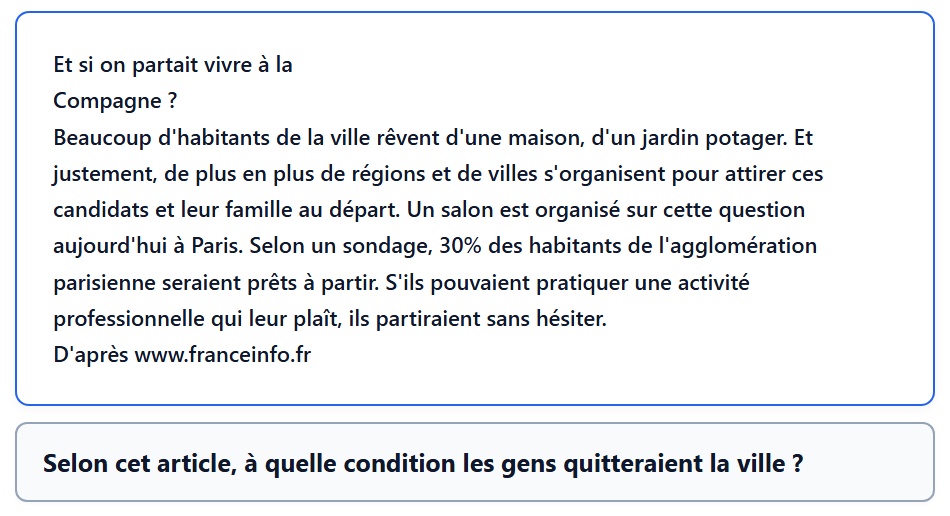 Et si on partait vivre à la
Compagne ?
Beaucoup d'habitants de la ville rêvent d'une maison, d'un jardin potager. Et
justement, de plus en plus de régions et de villes s'organisent pour attirer ces
candidats et leur famille au départ. Un salon est organisé sur cette question
aujourd'hui à Paris. Selon un sondage, 30% des habitants de l'agglomération
parisienne seraient prêts à partir. S'ils pouvaient pratiquer une activité
professionnelle qui leur plaît, ils partiraient sans hésiter.
D'après www.franceinfo.fr
Selon cet article, à quelle condition les gens quitteraient la ville ?